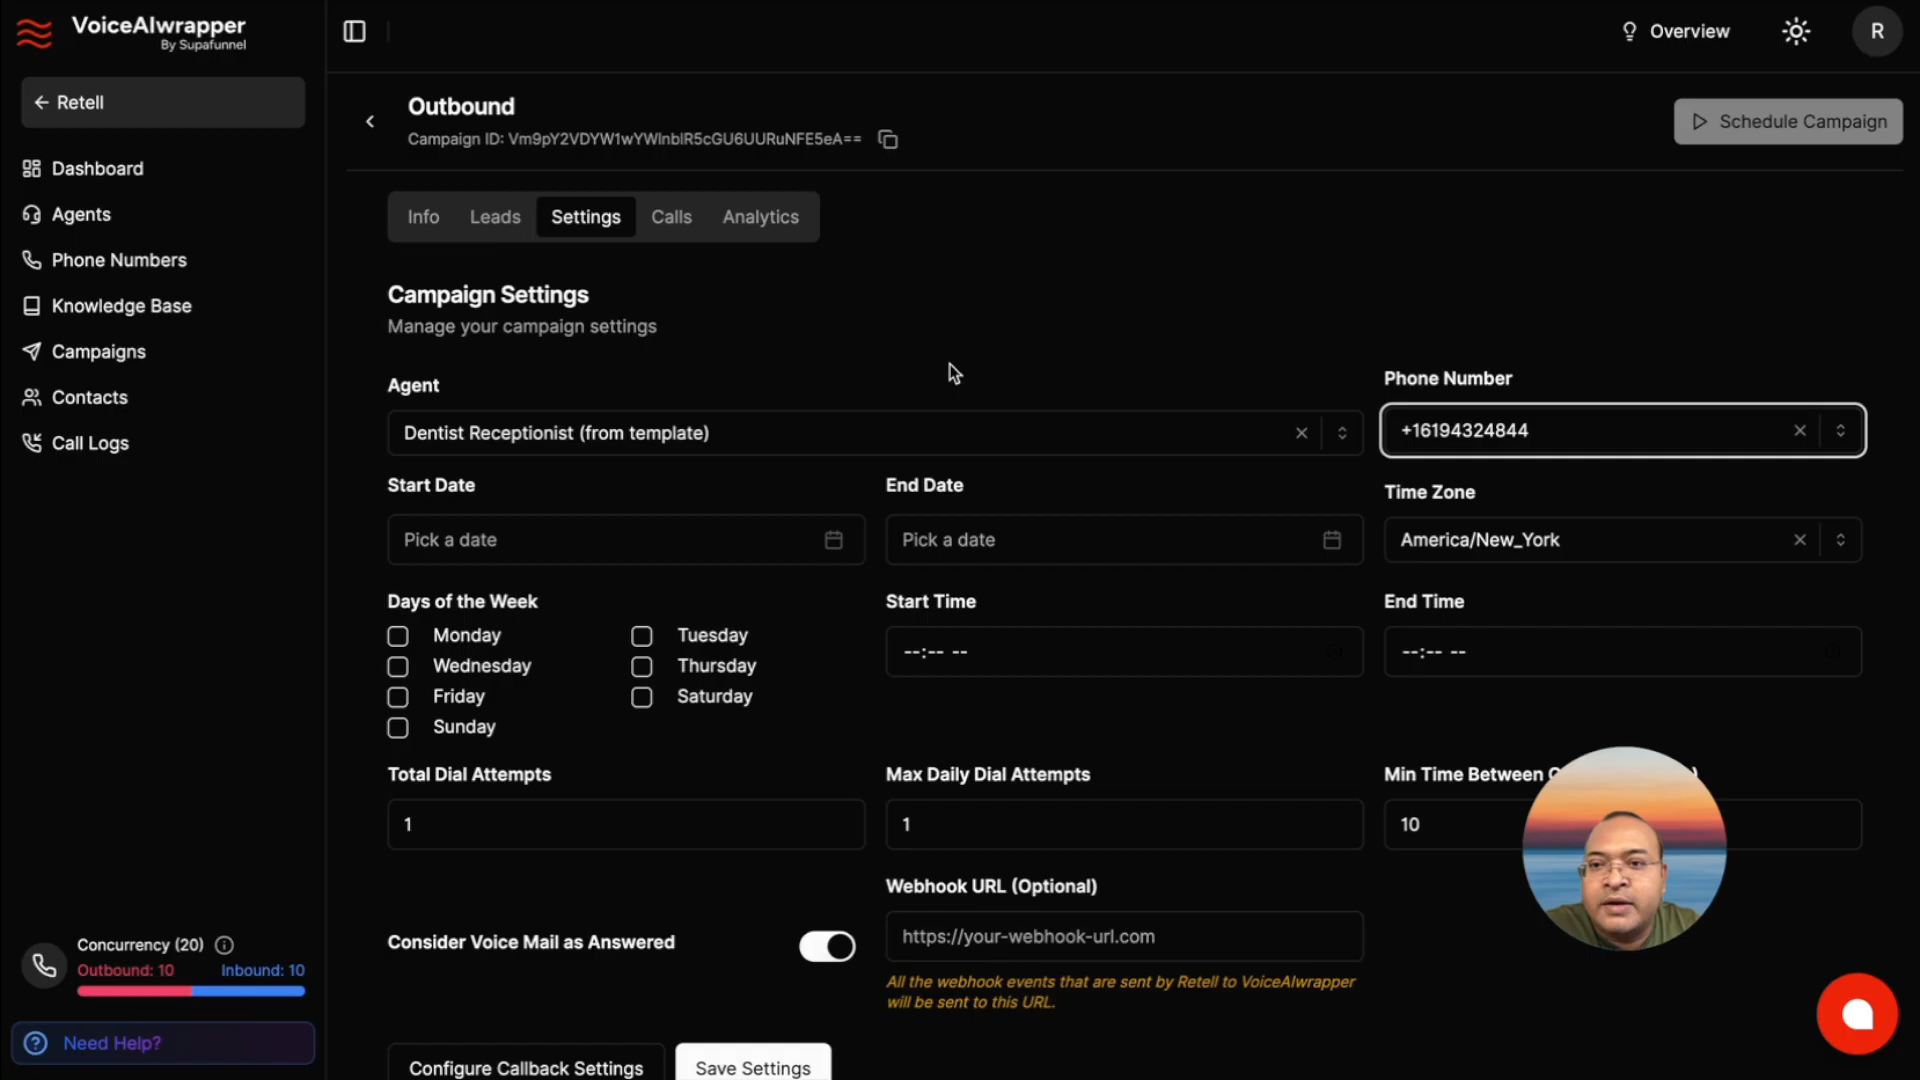 VoiceAIwrapper
By Supafunnel
Overview
R
Retell
Outbound
Schedule Campaign
Dashboard
Agents
Phone Numbers
Knowledge Base
Campaigns
Contacts
Call Logs
Info
Leads
Settings
Calls
Analytics
Campaign Settings
Manage your campaign settings
Agent
Dentist Receptionist (from template)
Phone Number
+16194324844
Start Date
Pick a date
End Date
Pick a date
Time Zone
America/New_York
Days of the Week
Monday
Tuesday
Wednesday
Thursday
Friday
Saturday
Sunday
Start Time
--:-- --
End Time
--:-- --
Total Dial Attempts
1
Max Daily Dial Attempts
1
Min Time Between
10
Consider Voice Mail as Answered
Webhook URL (Optional)
https://your-webhook-url.com
All the webhook events that are sent by Retell to VoiceAIwrapper
will be sent to this URL.
Configure Callback Settings
Save Settings
Concurrency (20)
Outbound: 10
Inbound: 10
Need Help?